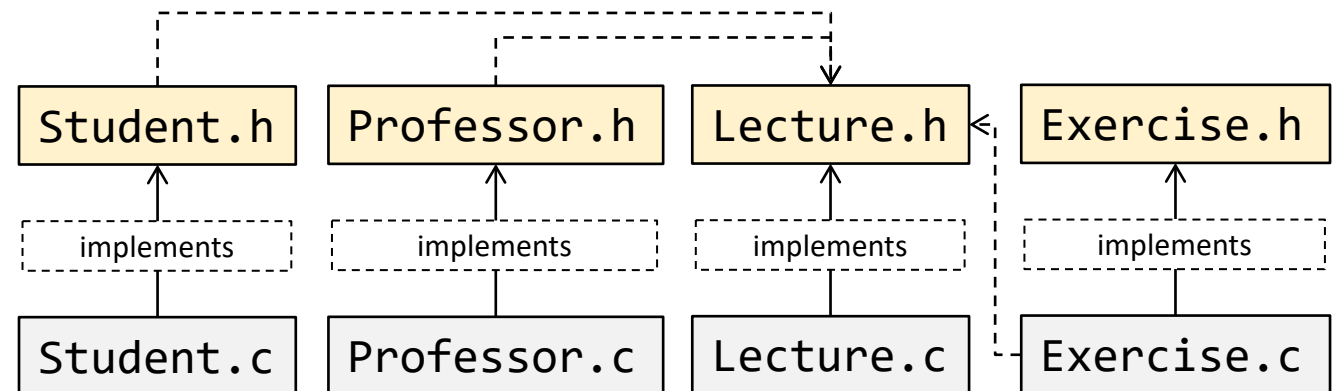 Student.h
Professor.h
Lecture.h
Exercise.h
implements
implements
implements
implements
Student.c
Professor.c
Lecture.c
Exercise.c